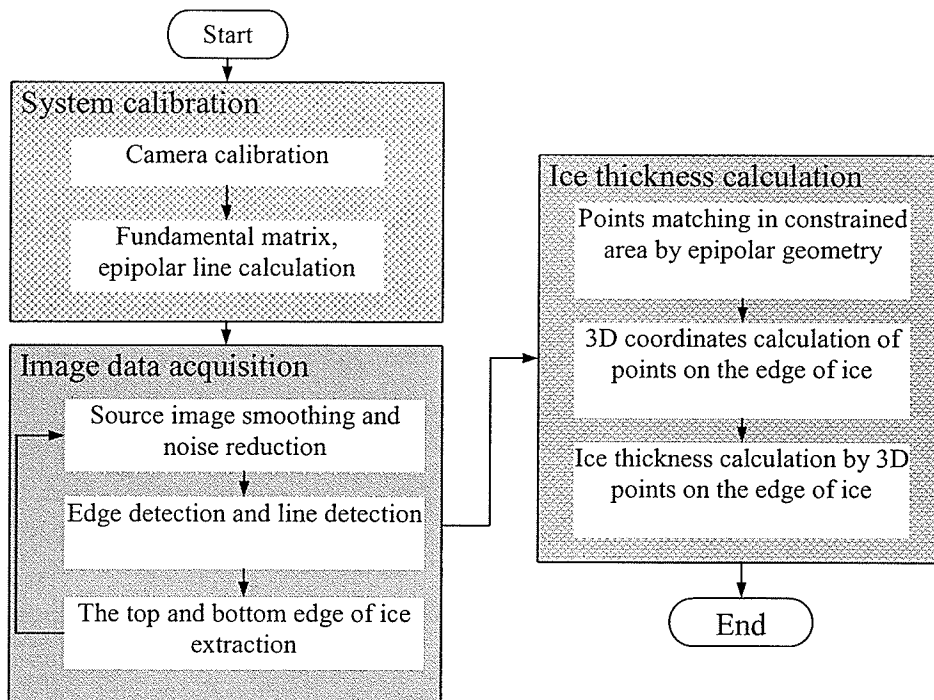 Start
System calibration
Camera calibration
Fundamental matrix,
epipolar line calculation
Image data acquisition
Source image smoothing and
noise reduction
Edge detection and line detection
The top and bottom edge of ice
extraction
Ice thickness calculation
Points matching in constrained
area by epipolar geometry
3D coordinates calculation of
points on the edge of ice
Ice thickness calculation by 3D
points on the edge of ice
End